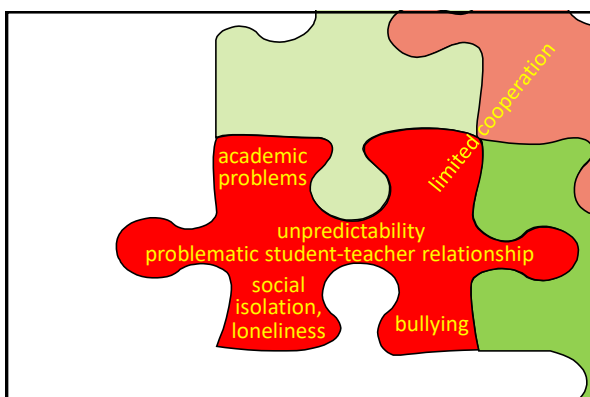 limited cooperation
academic
problems
unpredictability
problematic student-teacher relationship
social
isolation,
loneliness
bullying